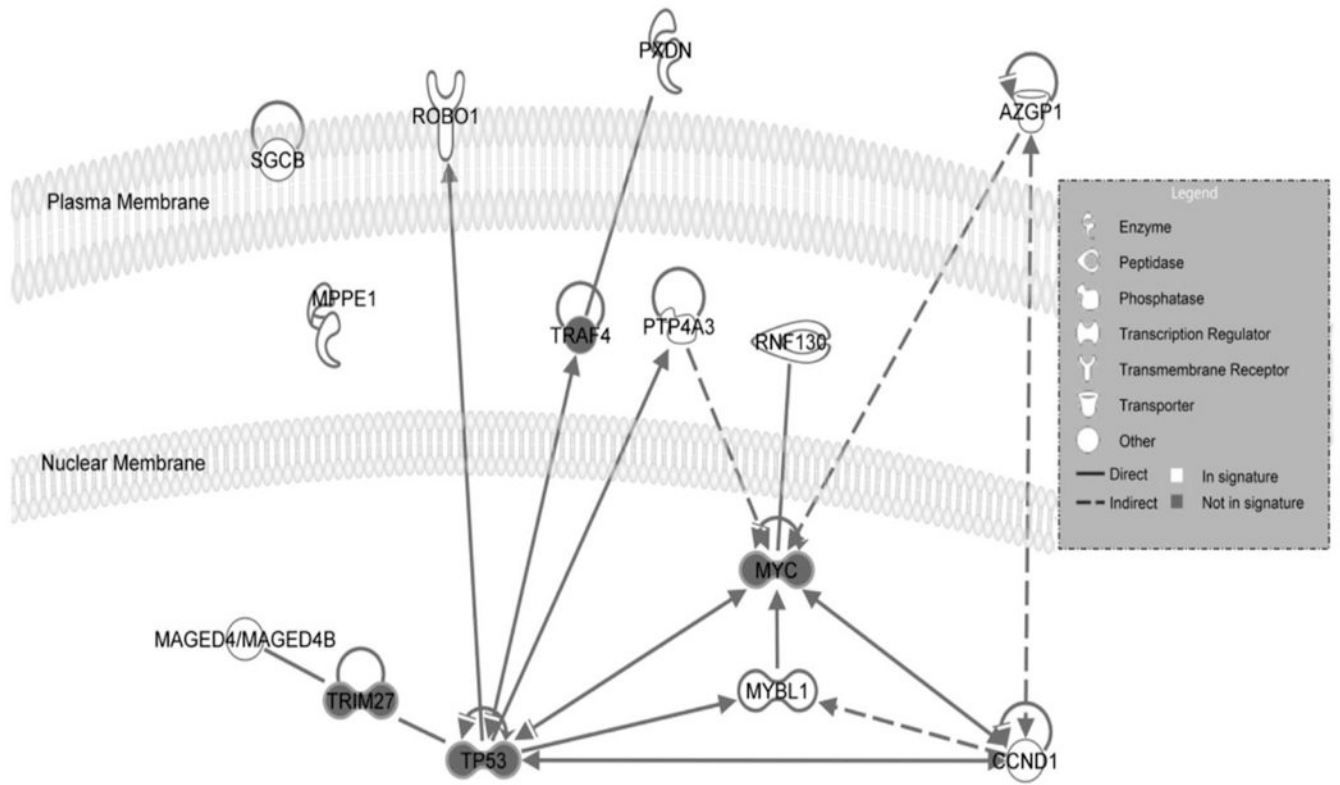 PXDN
ROBO1
AZGP1
SGCB
Plasma Membrane
MPPE1
TRAF4
PTP4A3
RNF130
Nuclear Membrane
MYC
MAGED4/MAGED4B
TRIM27
MYBL1
TP53
CCND1
Legend
Enzyme
Peptidase
Phosphatase
Transcription Regulator
Transmembrane Receptor
Transporter
Other
Direct In signature
Indirect Not in signature